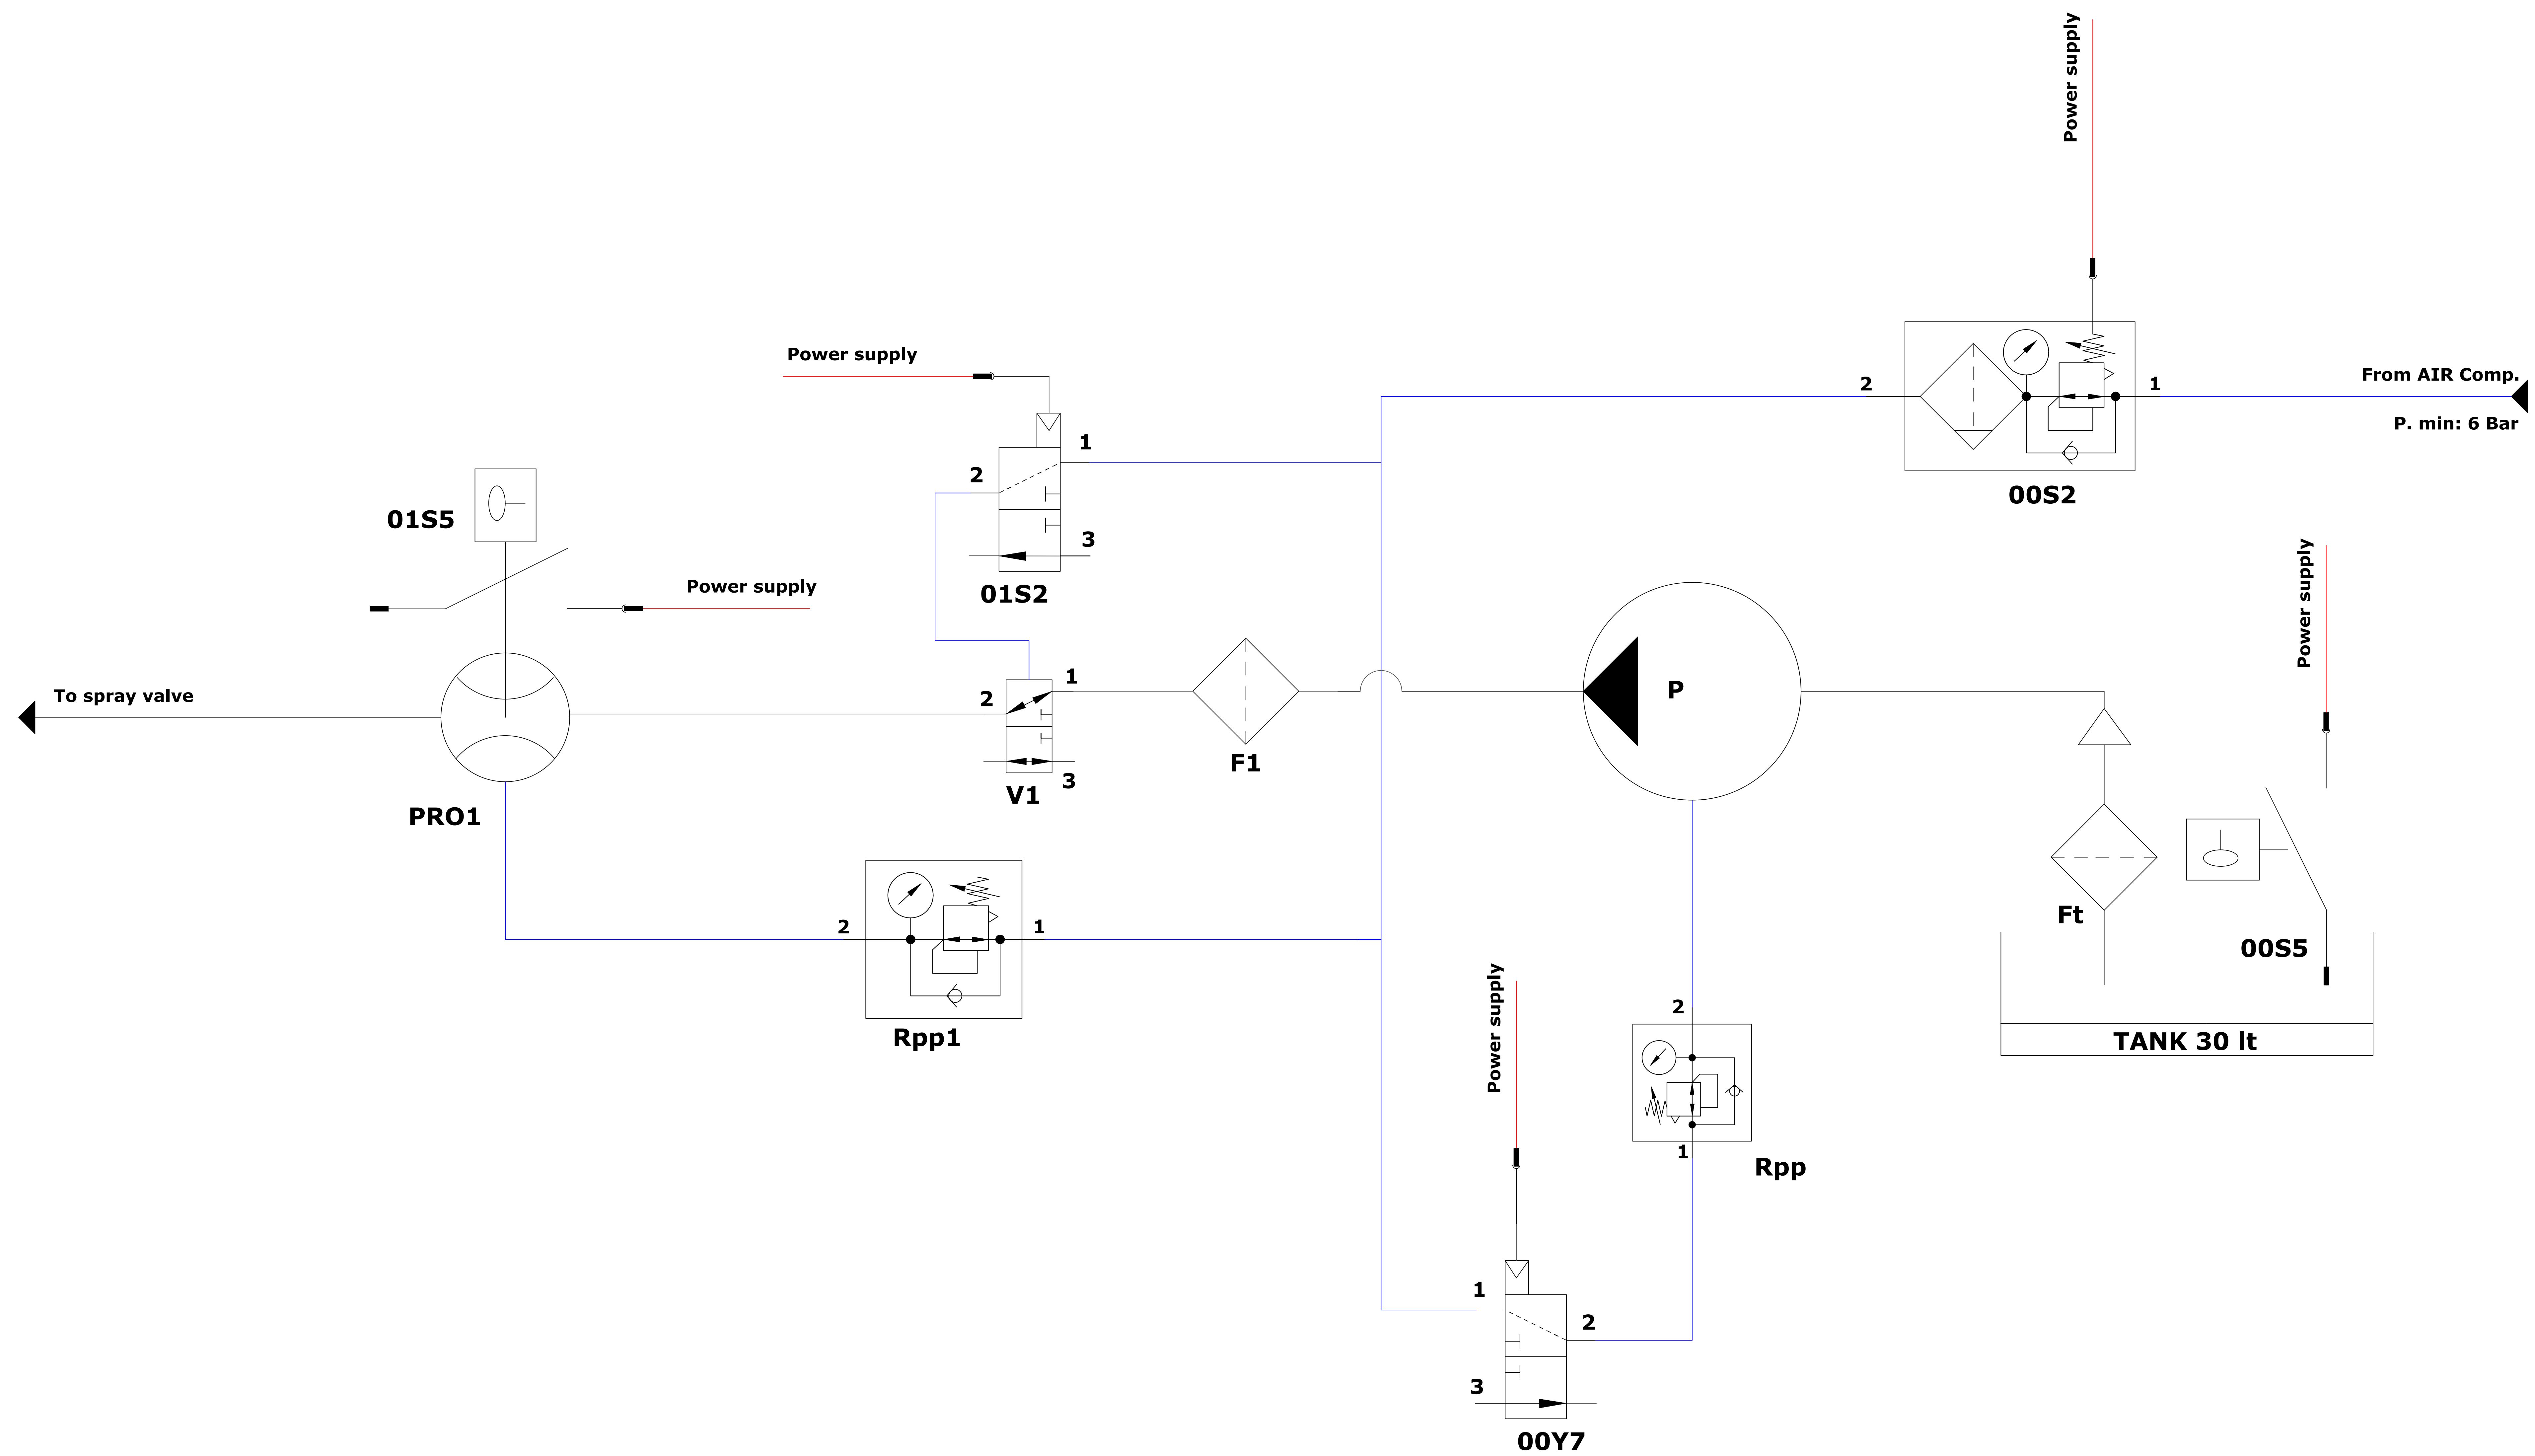 Power supply
Power supply
1
2
3
01S2
2
1
00S2
From AIR Comp.
P. min: 6 Bar
01S5
Power supply
Power supply
To spray valve
PRO1
2
1
3
V1
F1
P
Ft
00S5
TANK 30 lt
2
1
Rpp1
Power supply
2
1
Rpp
1
2
3
00Y7